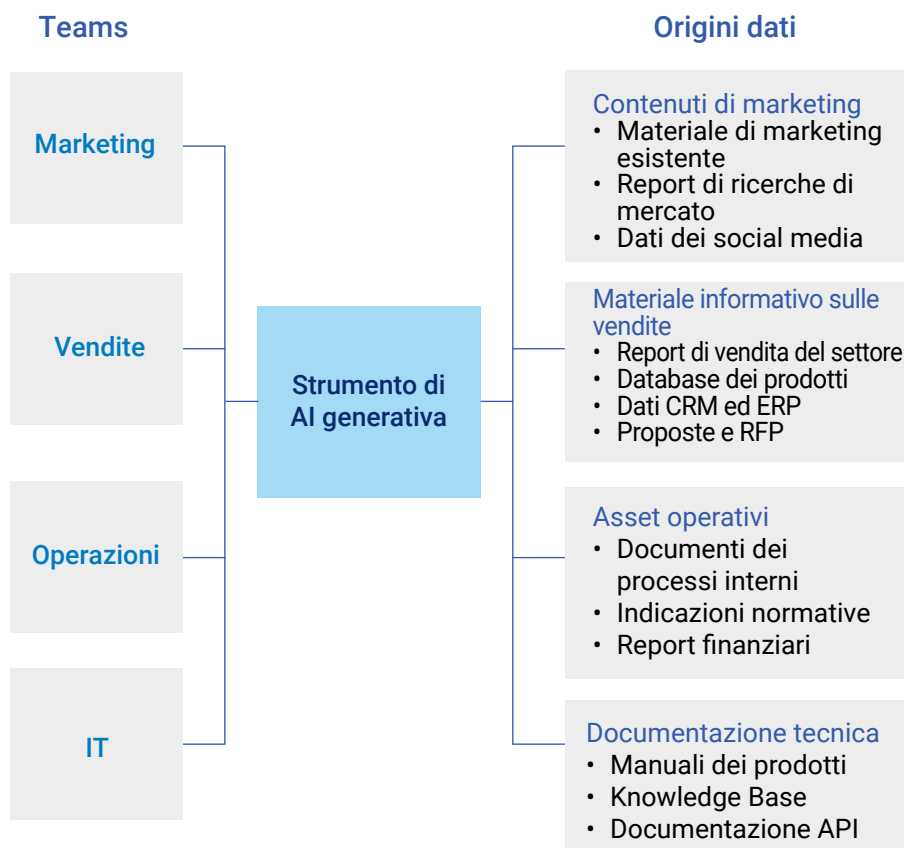 Teams
Marketing
Vendite
Operazioni
IT
Strumento di
AI generativa
Origini dati
Contenuti di marketing
• Materiale di marketing
esistente
• Report di ricerche di
mercato
• Dati dei social media
Materiale informativo sulle
vendite
• Report di vendita del settore
• Database dei prodotti
• Dati CRM ed ERP
• Proposte e RFP
Asset operativi
• Documenti dei
processi interni
• Indicazioni normative
• Report finanziari
Documentazione tecnica
• Manuali dei prodotti
• Knowledge Base
• Documentazione API